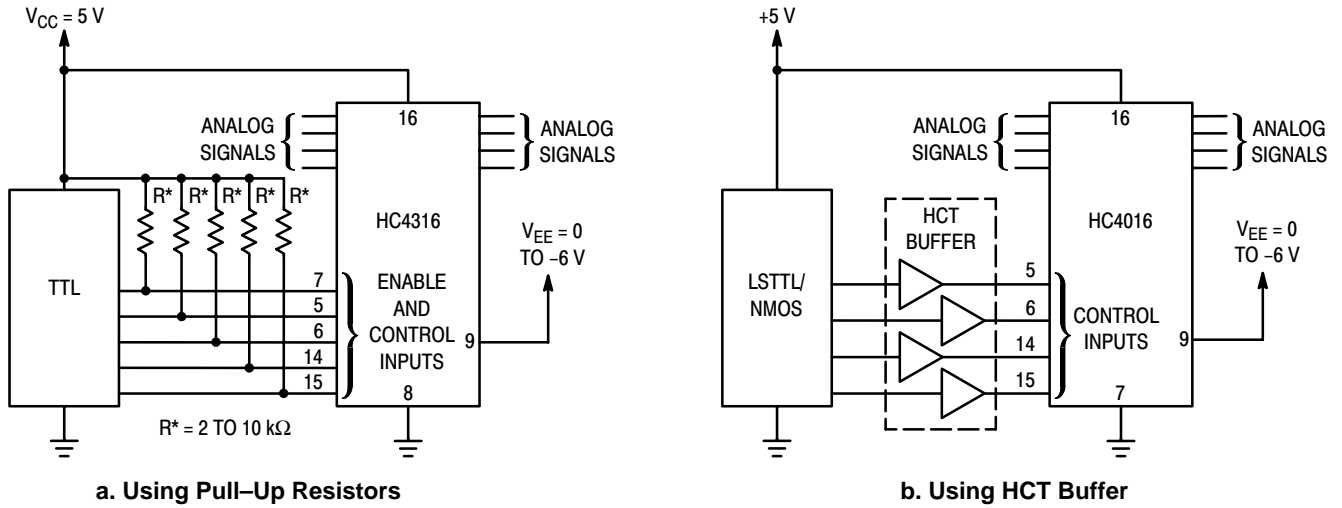 V_CC = 5 V
16
ANALOG
SIGNALS
ANALOG
SIGNALS
R*
R*
R*
R*
R*
HC4316
TTL
7
5
6
14
15
ENABLE
AND
CONTROL
INPUTS
9
8
V_EE = 0
TO –6 V
R* = 2 TO 10 kΩ
a. Using Pull–Up Resistors
+5 V
16
ANALOG
SIGNALS
ANALOG
SIGNALS
HC4016
HCT
BUFFER
LSTTL/
NMOS
5
6
14
15
CONTROL
INPUTS
9
7
V_EE = 0
TO –6 V
b. Using HCT Buffer